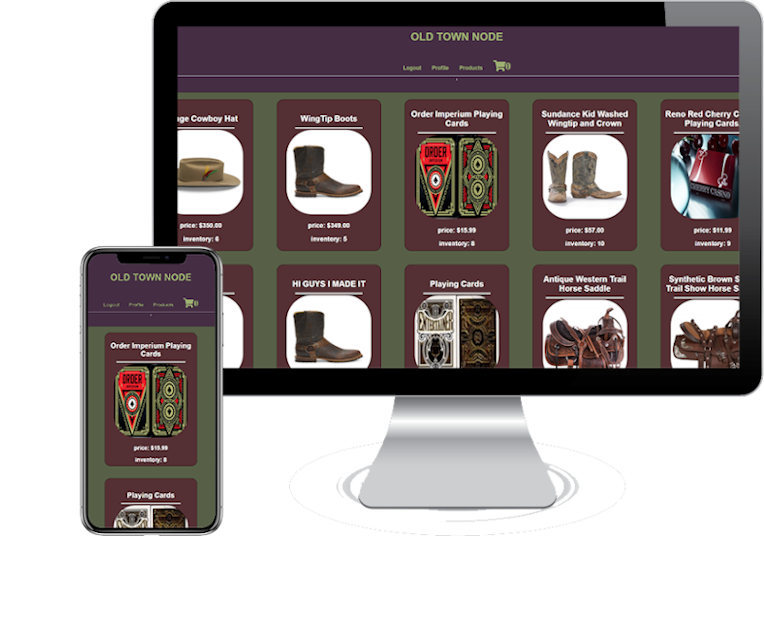 OLD TOWN NODE
Logout Profile Products 0
uge Cowboy Hat
price: $350.00
inventory: 6
WingTip Boots
price: $349.00
inventory: 5
Order Imperium Playing
Cards
ORDER
price: $15.99
inventory: 8
Sundance Kid Washed
Wingtip and Crown
price: $57.00
inventory: 10
Reno Red Cherry C
Playing Cards
CHERRY CASINO
price: $11.99
inventory: 9
HI GUYS I MADE IT
Playing Cards
ENTERTAINER
Antique Western Trail
Horse Saddle
Synthetic Brown S
Trail Show Horse S
OLD TOWN NODE
Logout Profile Products 0
Order Imperium Playing
Cards
ORDER
price: $15.99
inventory: 8
Playing Cards